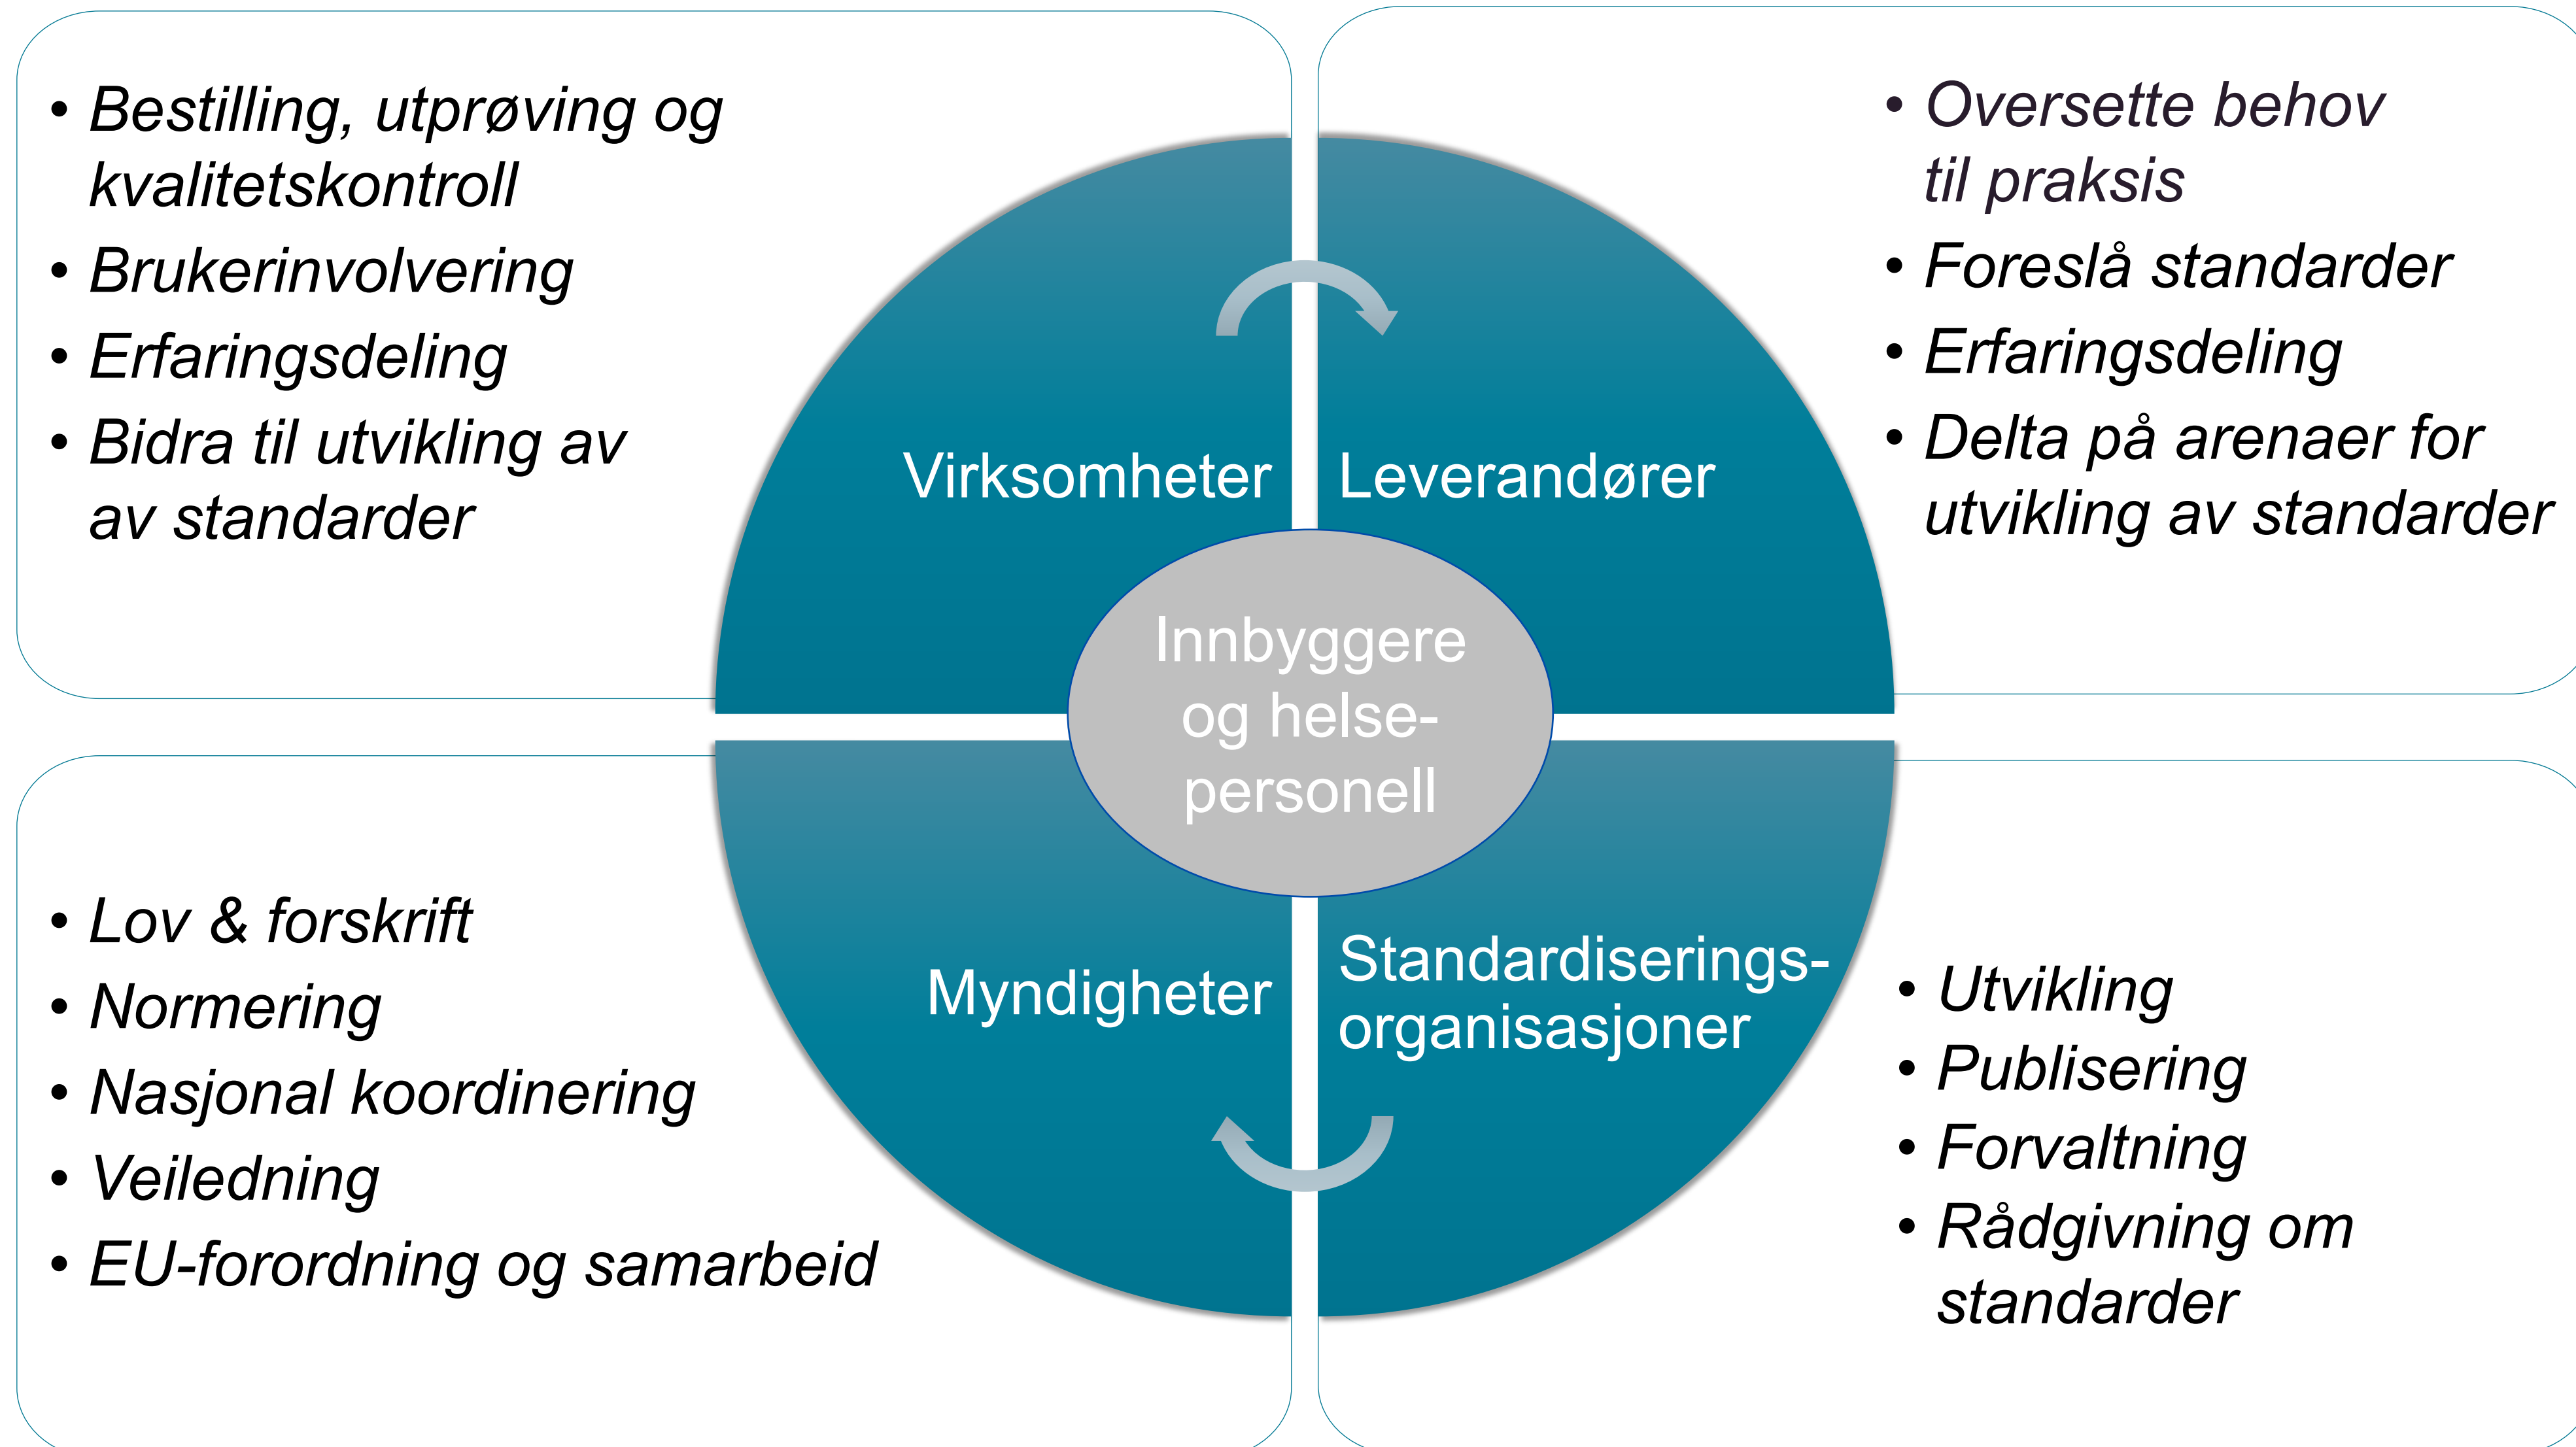 • Bestilling, utprøving og
kvalitetskontroll
• Brukerinvolvering
• Erfaringsdeling
• Bidra til utvikling av
av standarder
• Oversette behov
til praksis
• Foreslå standarder
• Erfaringsdeling
• Delta på arenaer for
utvikling av standarder
Virksomheter
Leverandører
Innbyggere
og helse-
personell
Myndigheter
Standardiserings-
organisasjoner
• Lov & forskrift
• Normering
• Nasjonal koordinering
• Veiledning
• EU-forordning og samarbeid
• Utvikling
• Publisering
• Forvaltning
• Rådgivning om
standarder